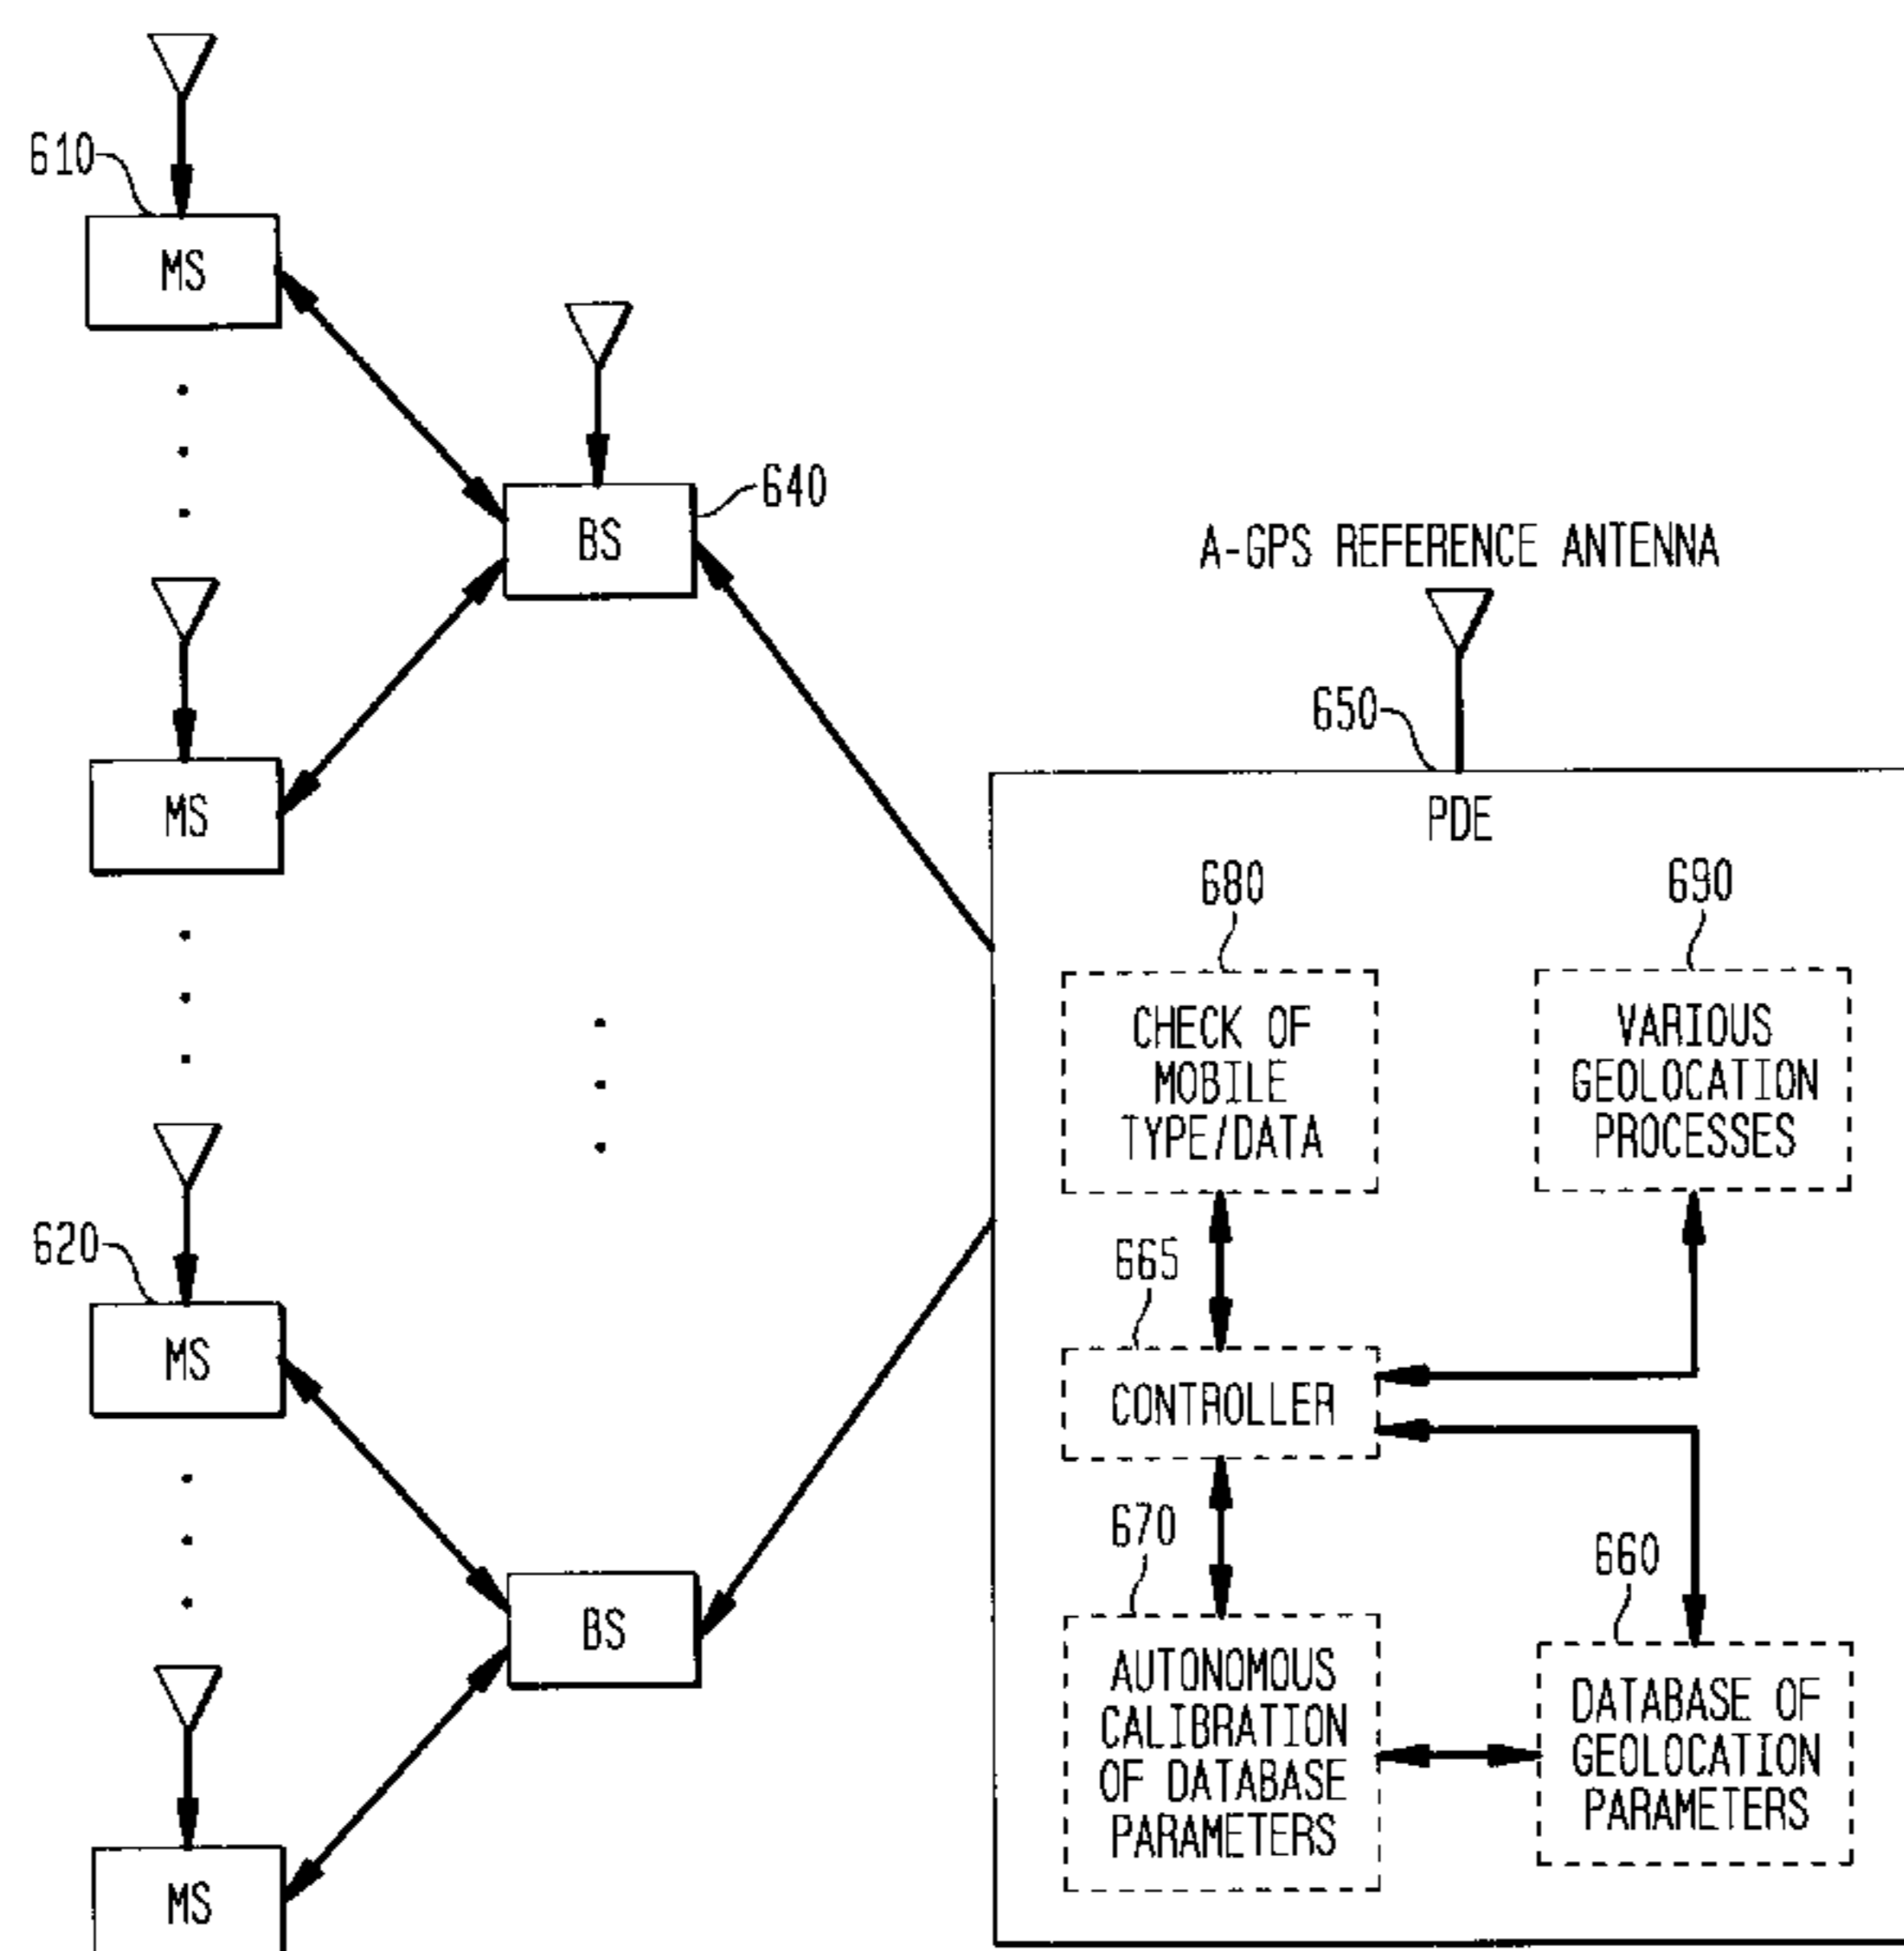 610
MS
BS
640
MS
A-GPS REFERENCE ANTENNA
650
PDE
680
CHECK OF
MOBILE
TYPE/DATA
690
VARIOUS
GEOLOCATION
PROCESSES
620
MS
665
CONTROLLER
670
AUTONOMOUS
CALIBRATION
OF DATABASE
PARAMETERS
660
DATABASE OF
GEOLOCATION
PARAMETERS
BS
MS